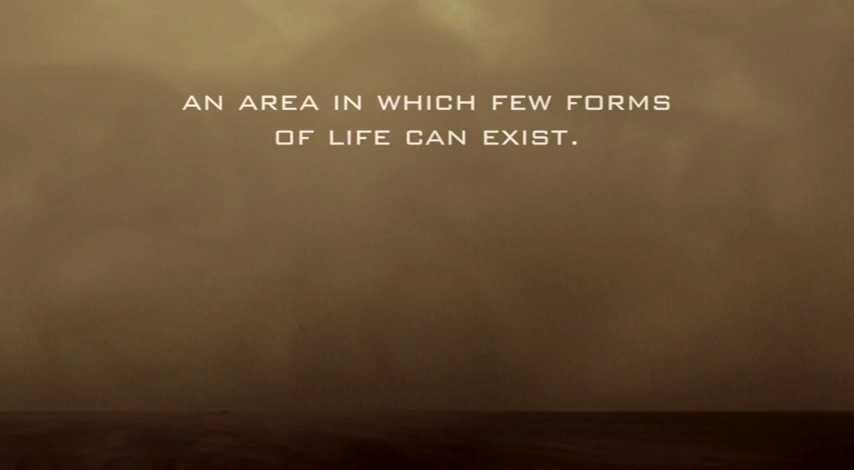 AN AREA IN WHICH FEW FORMS
OF LIFE CAN EXIST.